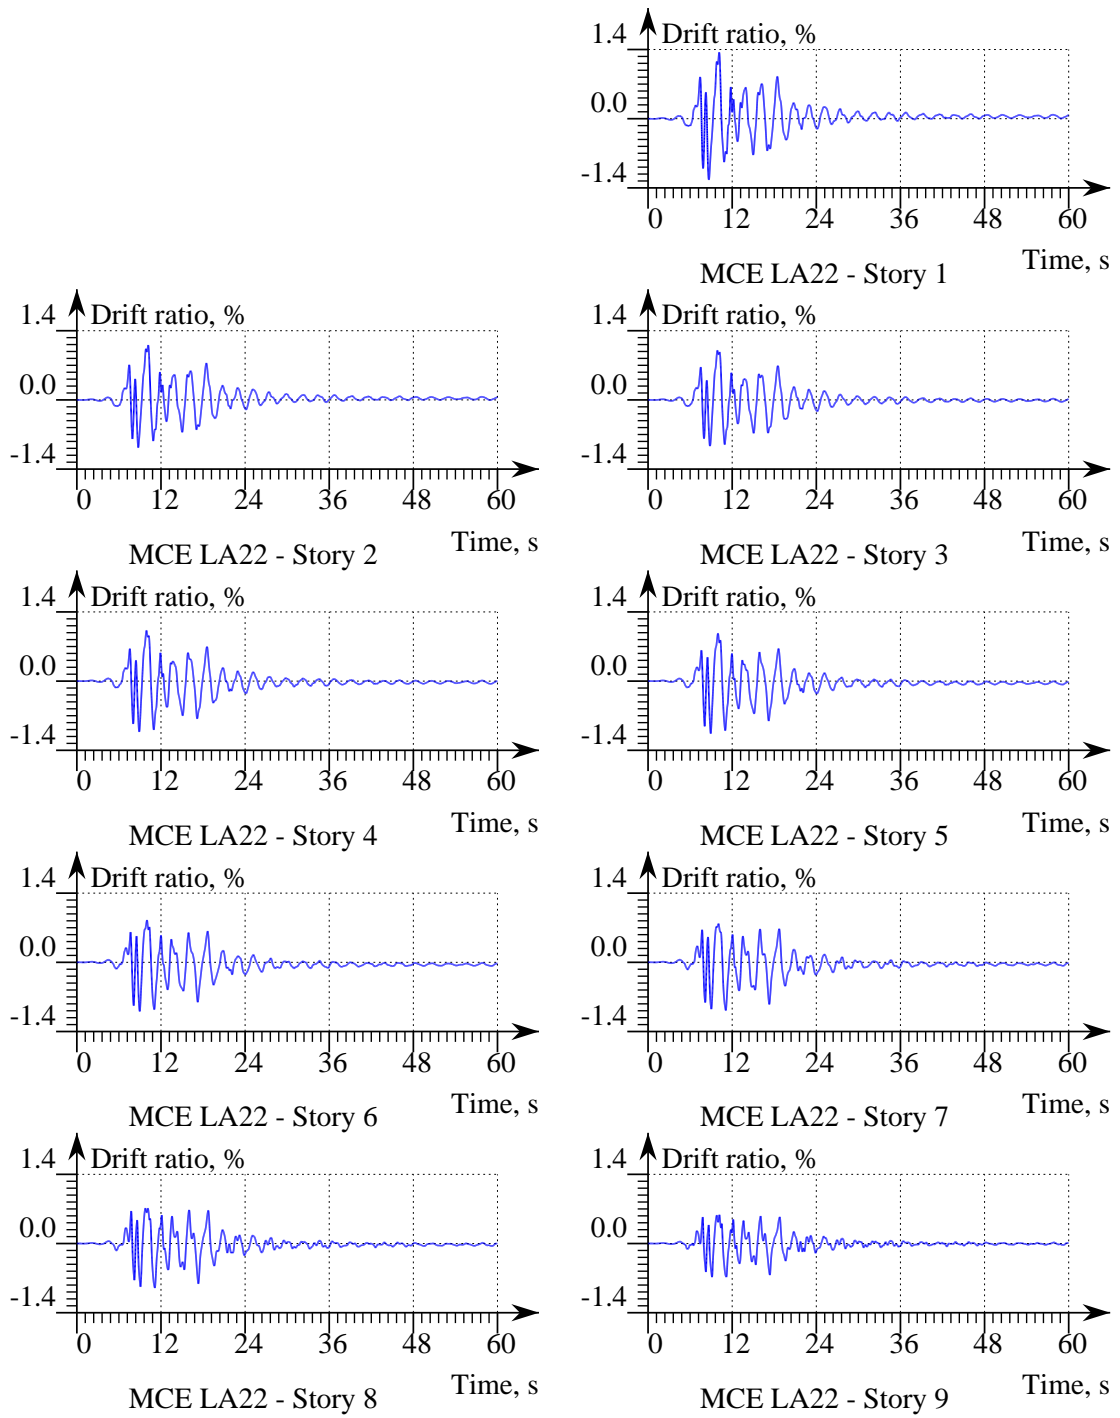 1.4 Drift ratio, %
0.0
-1.4
0 12 24 36 48 60
Time, s
MCE LA22 - Story 1
1.4 Drift ratio, %
0.0
-1.4
0 12 24 36 48 60
Time, s
MCE LA22 - Story 2
1.4 Drift ratio, %
0.0
-1.4
0 12 24 36 48 60
Time, s
MCE LA22 - Story 3
1.4 Drift ratio, %
0.0
-1.4
0 12 24 36 48 60
Time, s
MCE LA22 - Story 4
1.4 Drift ratio, %
0.0
-1.4
0 12 24 36 48 60
Time, s
MCE LA22 - Story 5
1.4 Drift ratio, %
0.0
-1.4
0 12 24 36 48 60
Time, s
MCE LA22 - Story 6
1.4 Drift ratio, %
0.0
-1.4
0 12 24 36 48 60
Time, s
MCE LA22 - Story 7
1.4 Drift ratio, %
0.0
-1.4
0 12 24 36 48 60
Time, s
MCE LA22 - Story 8
1.4 Drift ratio, %
0.0
-1.4
0 12 24 36 48 60
Time, s
MCE LA22 - Story 9